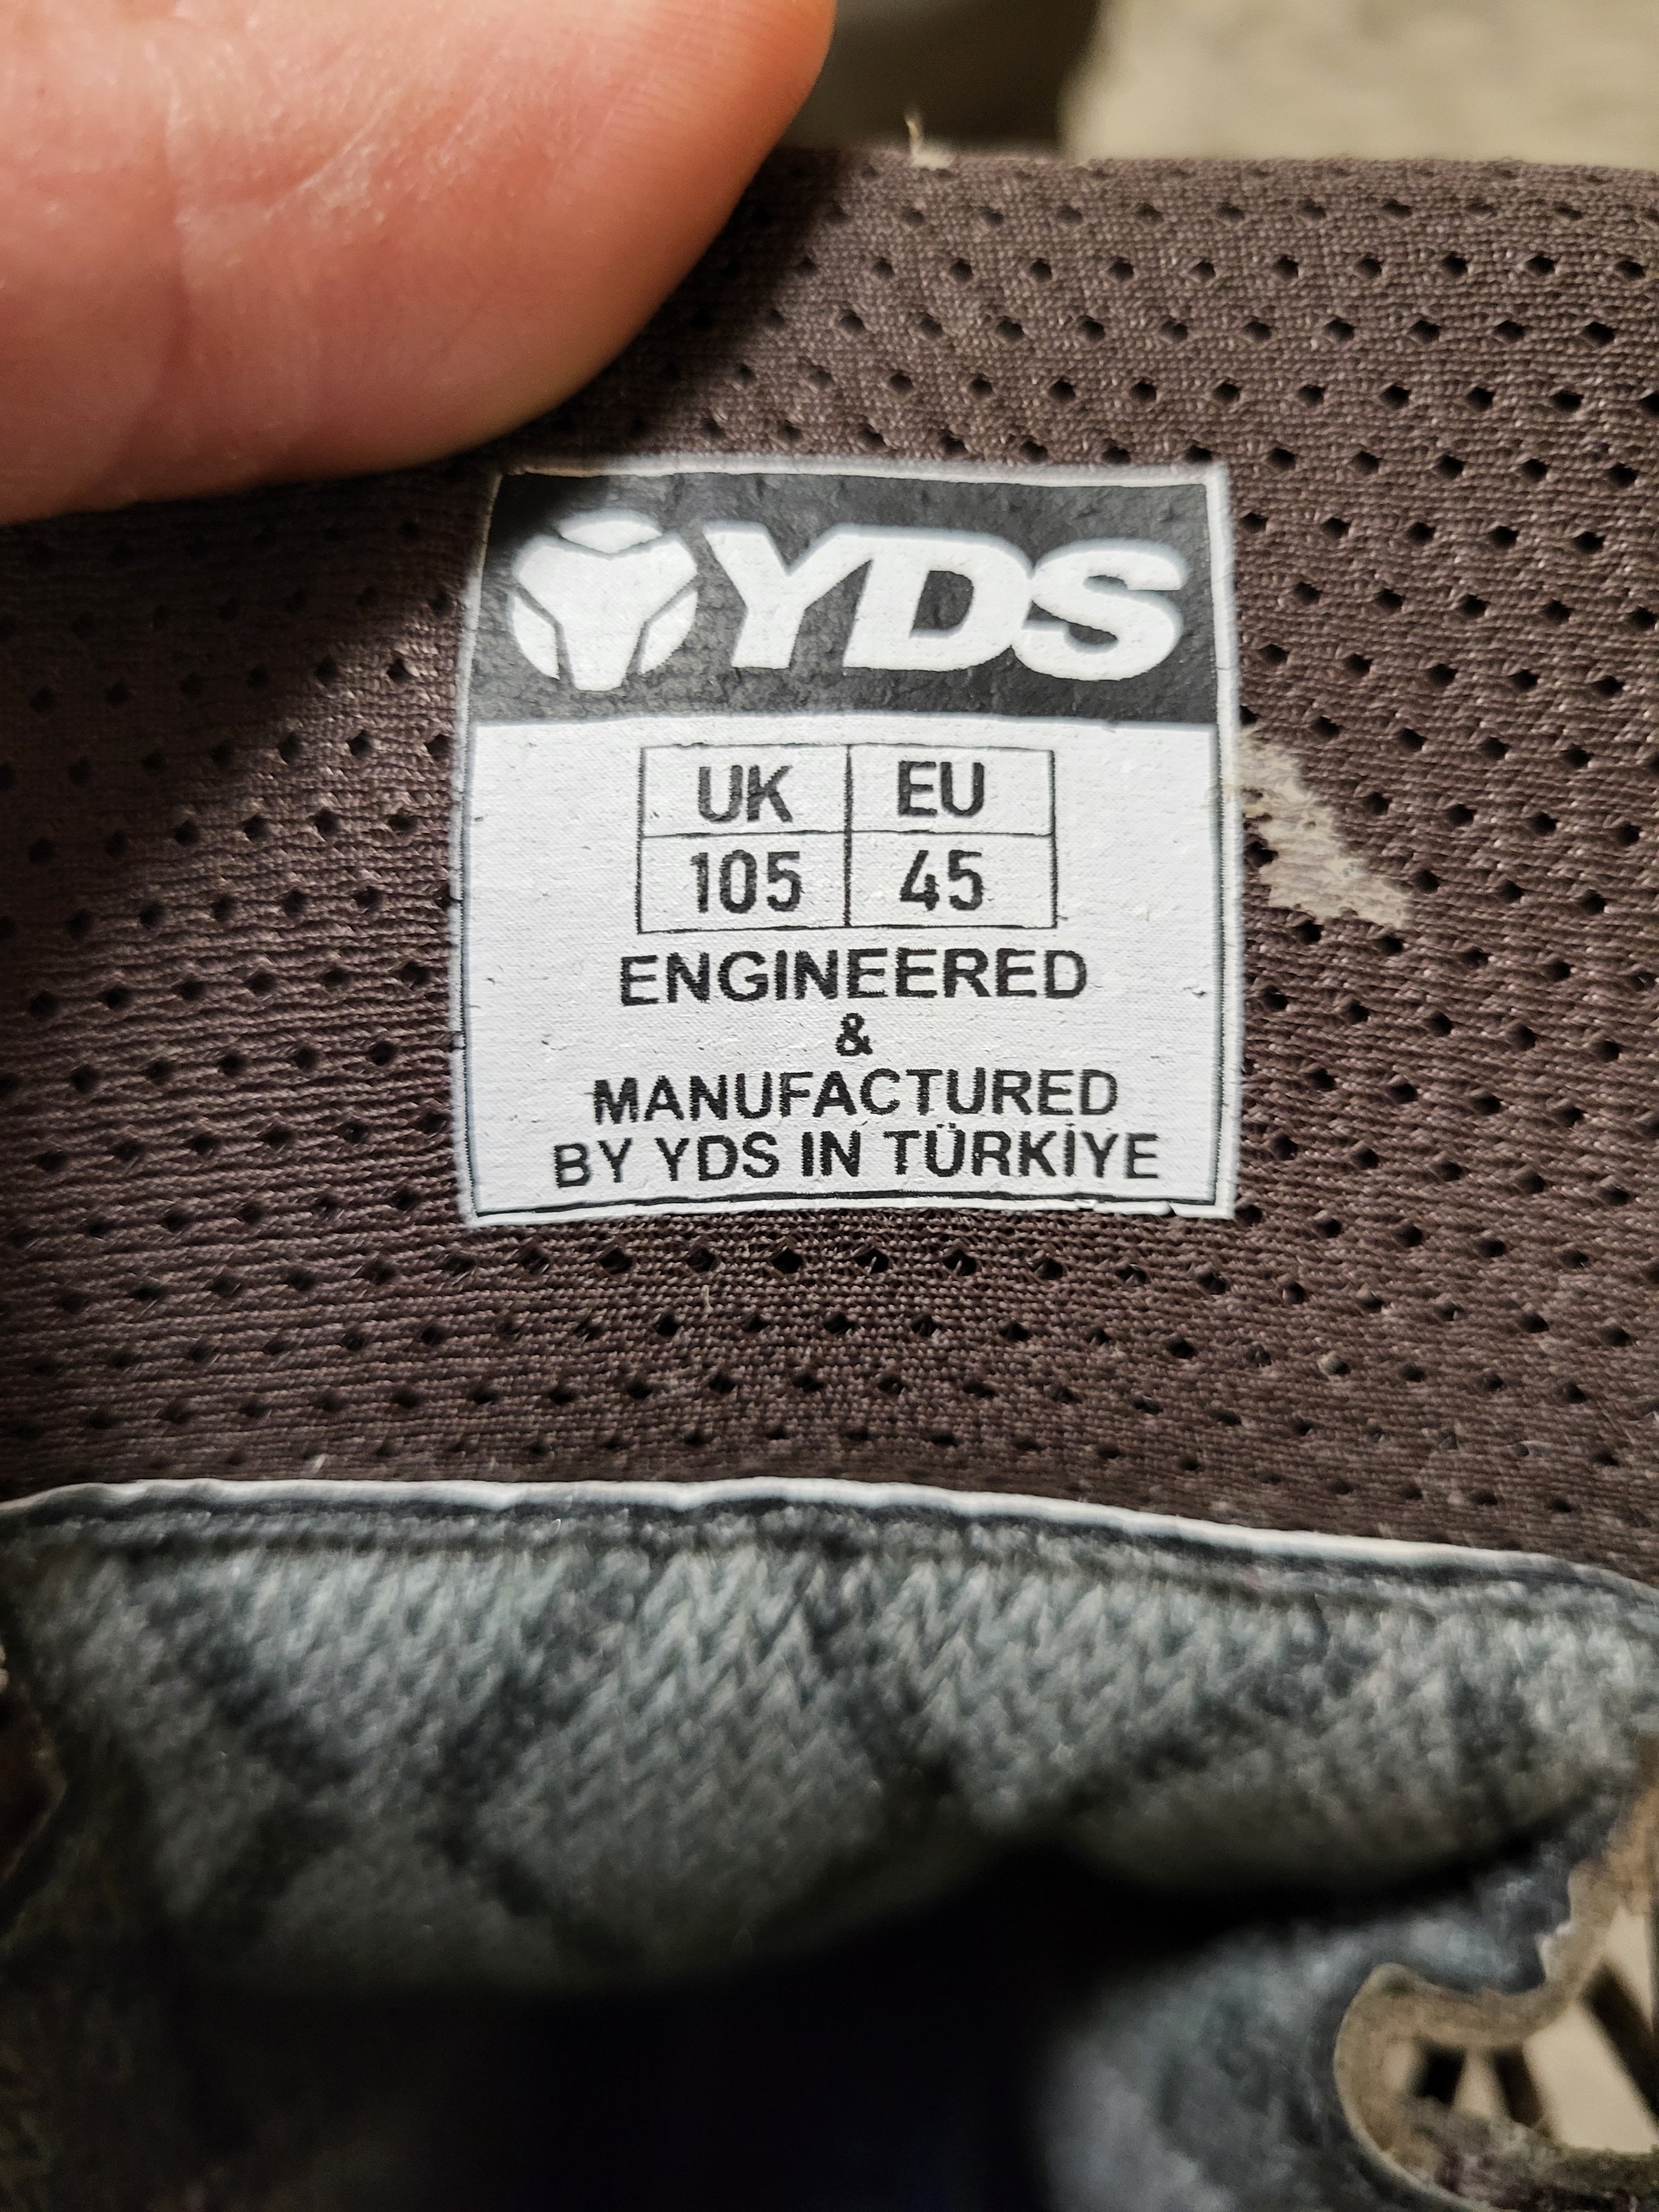 YDS
UK EU
105 45
ENGINEERED
&
MANUFACTURED
BY YDS IN TÜRKİYE